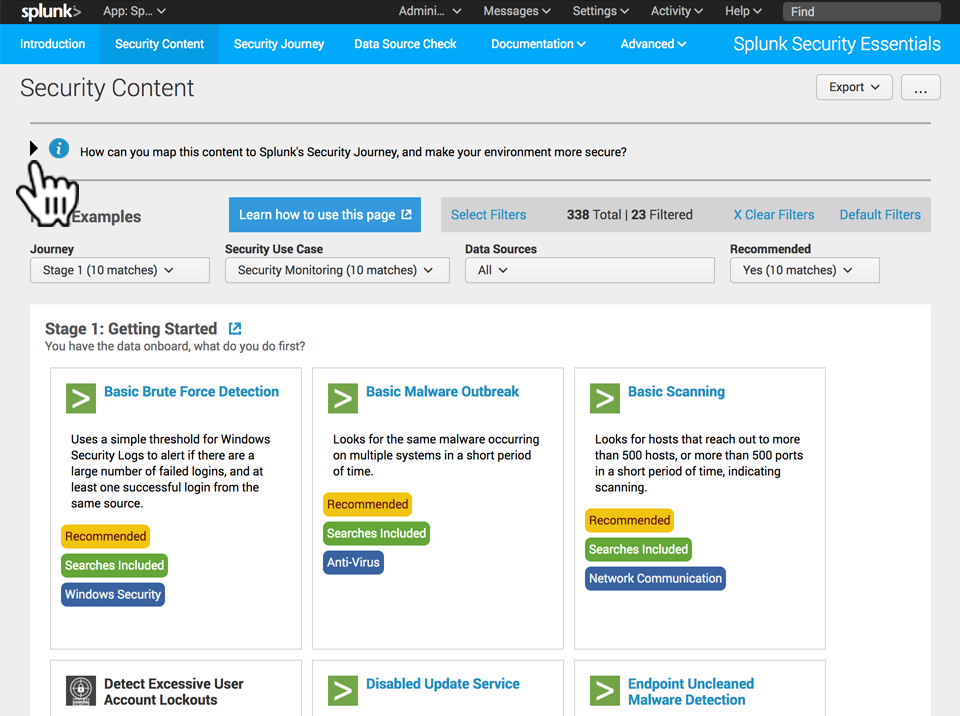 splunk> App: Sp... Admini... Messages Settings Activity Help Find
Introduction Security Content Security Journey Data Source Check Documentation Advanced Splunk Security Essentials
Security Content Export ...
i How can you map this content to Splunk's Security Journey, and make your environment more secure?
Examples Learn how to use this page Select Filters 338 Total | 23 Filtered X Clear Filters Default Filters
Journey Security Use Case Data Sources Recommended
Stage 1 (10 matches) Security Monitoring (10 matches) All Yes (10 matches)
Stage 1: Getting Started
You have the data onboard, what do you do first?
> Basic Brute Force Detection
Uses a simple threshold for Windows
Security Logs to alert if there are a
large number of failed logins, and at
least one successful login from the
same source.
Recommended
Searches Included
Windows Security
> Basic Malware Outbreak
Looks for the same malware occurring
on multiple systems in a short period
of time.
Recommended
Searches Included
Anti-Virus
> Basic Scanning
Looks for hosts that reach out to more
than 500 hosts, or more than 500 ports
in a short period of time, indicating
scanning.
Recommended
Searches Included
Network Communication
Detect Excessive User
Account Lockouts
> Disabled Update Service
> Endpoint Uncleaned
Malware Detection